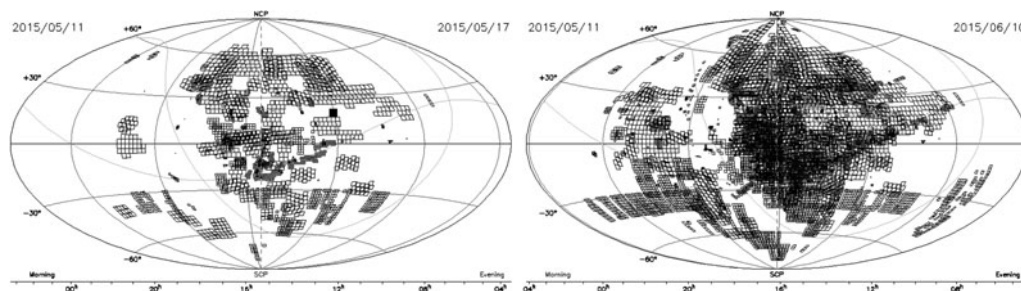 NCP
2015/05/11 2015/05/17
+60°
+30°
-30°
-60°
SCP
Morning Evening
00ʰ 20ʰ 16ʰ 12ʰ 08ʰ 04ʰ
NCP
2015/05/11 2015/06/10
+60°
+30°
-30°
-60°
SCP
Morning Evening
04ʰ 00ʰ 20ʰ 16ʰ 12ʰ 08ʰ